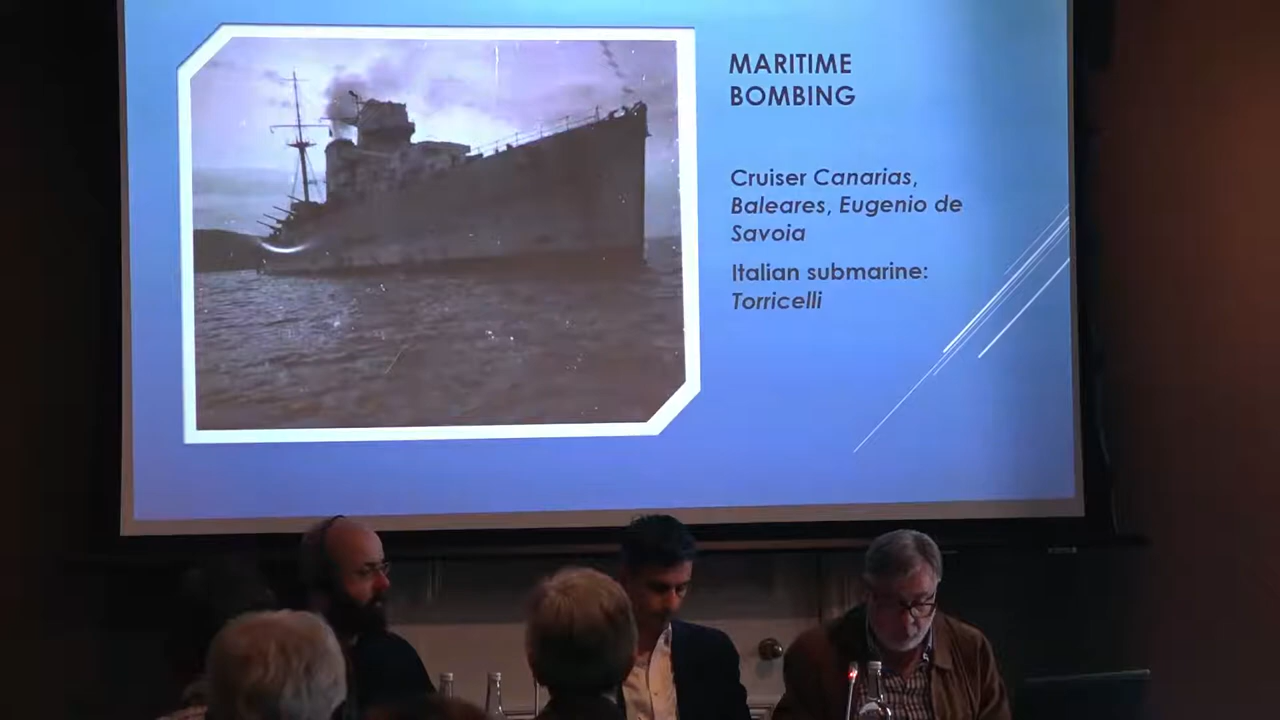 MARITIME
BOMBING
Cruiser Canarias,
Baleares, Eugenio de
Savoia
Italian submarine:
Torricelli